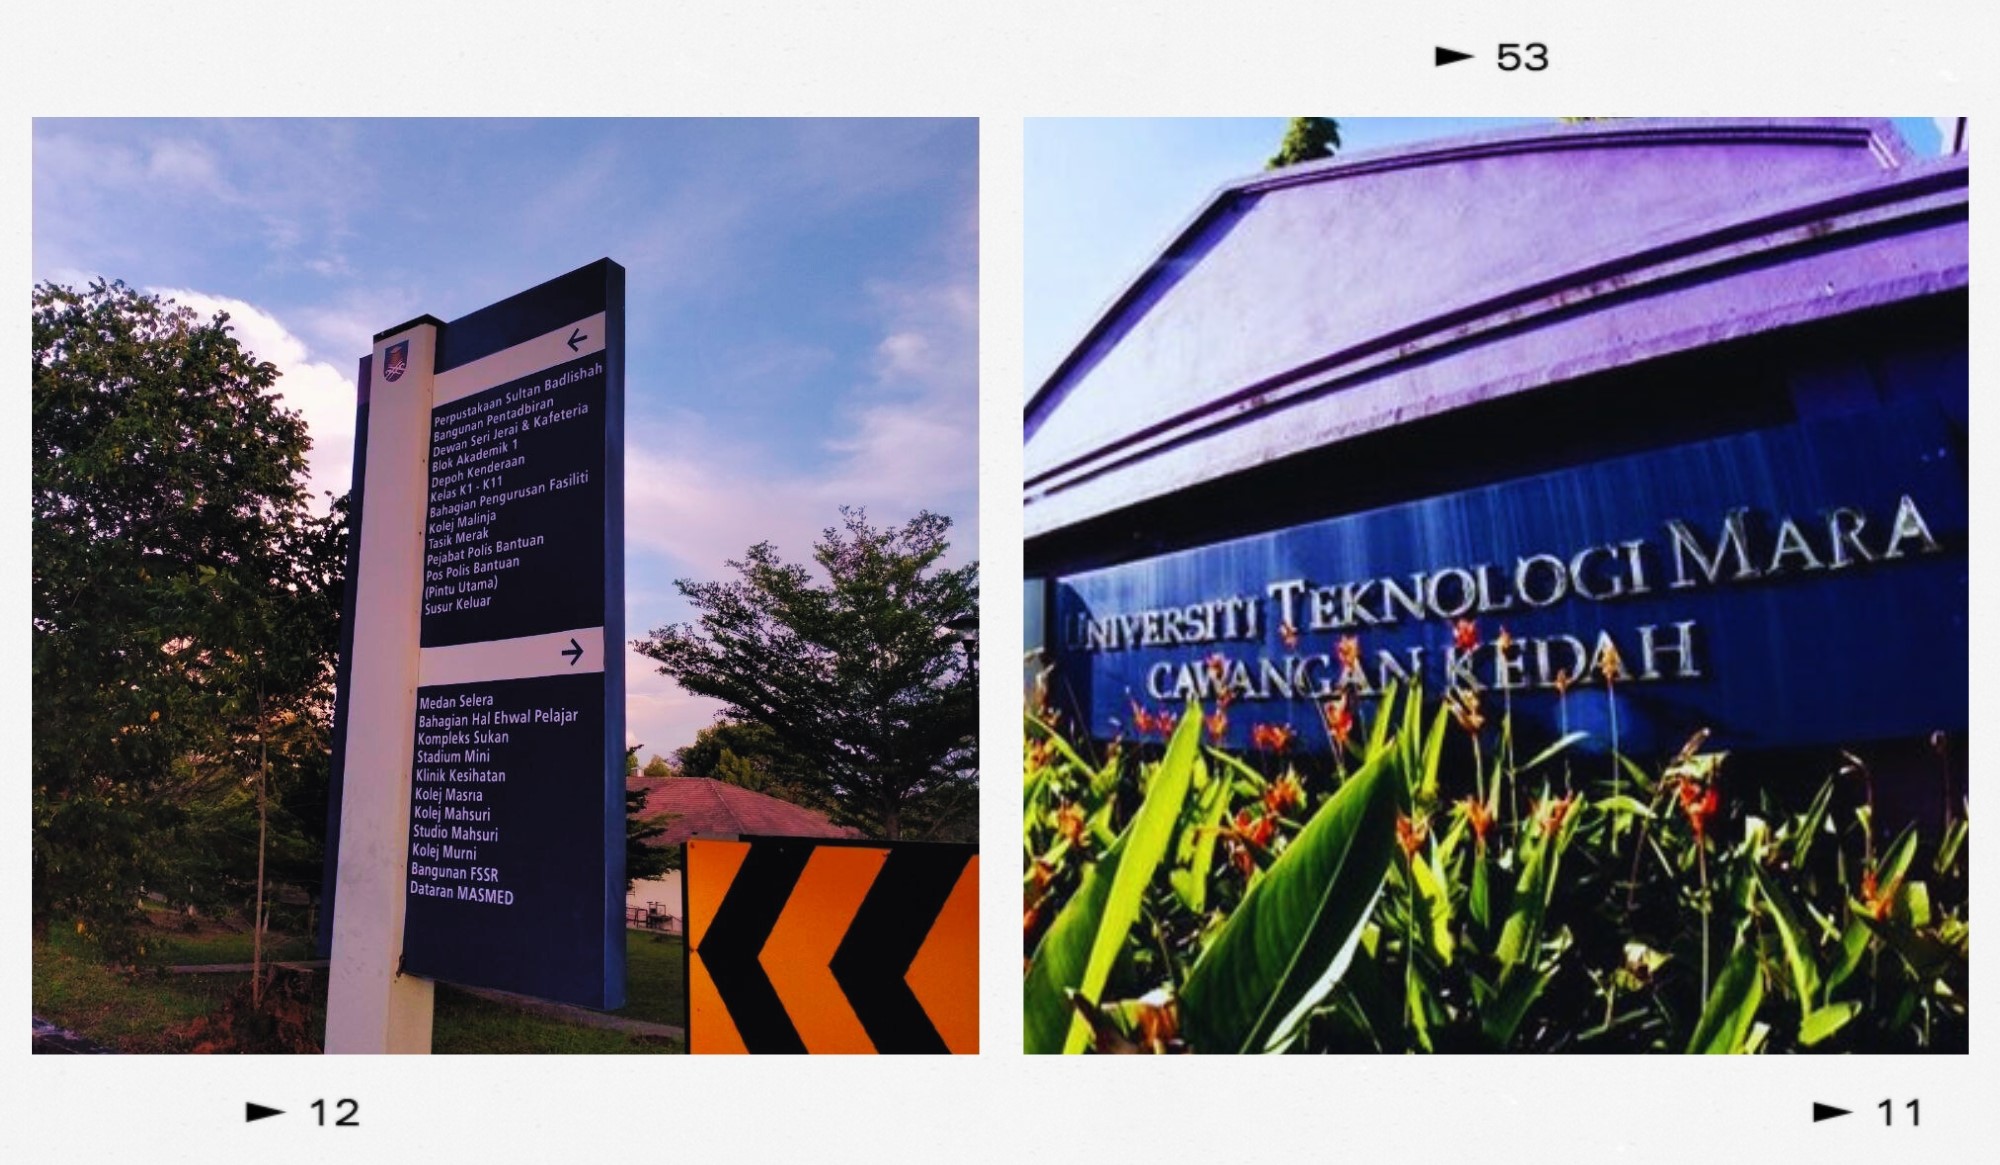 53
Perpustakaan Sultan Badlishah
Bangunan Pentadbiran
Dewan Seri Jerai & Kafeteria
Blok Akademik 1
Depoh Kenderaan
Kelas K1 - K11
Bahagian Pengurusan Fasiliti
Kolej Malinja
Tasik Merak
Pejabat Polis Bantuan
Pos Polis Bantuan
(Pintu Utama)
Susur Keluar
Medan Selera
Bahagian Hal Ehwal Pelajar
Kompleks Sukan
Stadium Mini
Klinik Kesihatan
Kolej Masria
Kolej Mahsuri
Studio Mahsuri
Kolej Murni
Bangunan FSSR
Dataran MASMED
UNIVERSITI TEKNOLOGI MARA
CAWANGAN KEDAH
12
11